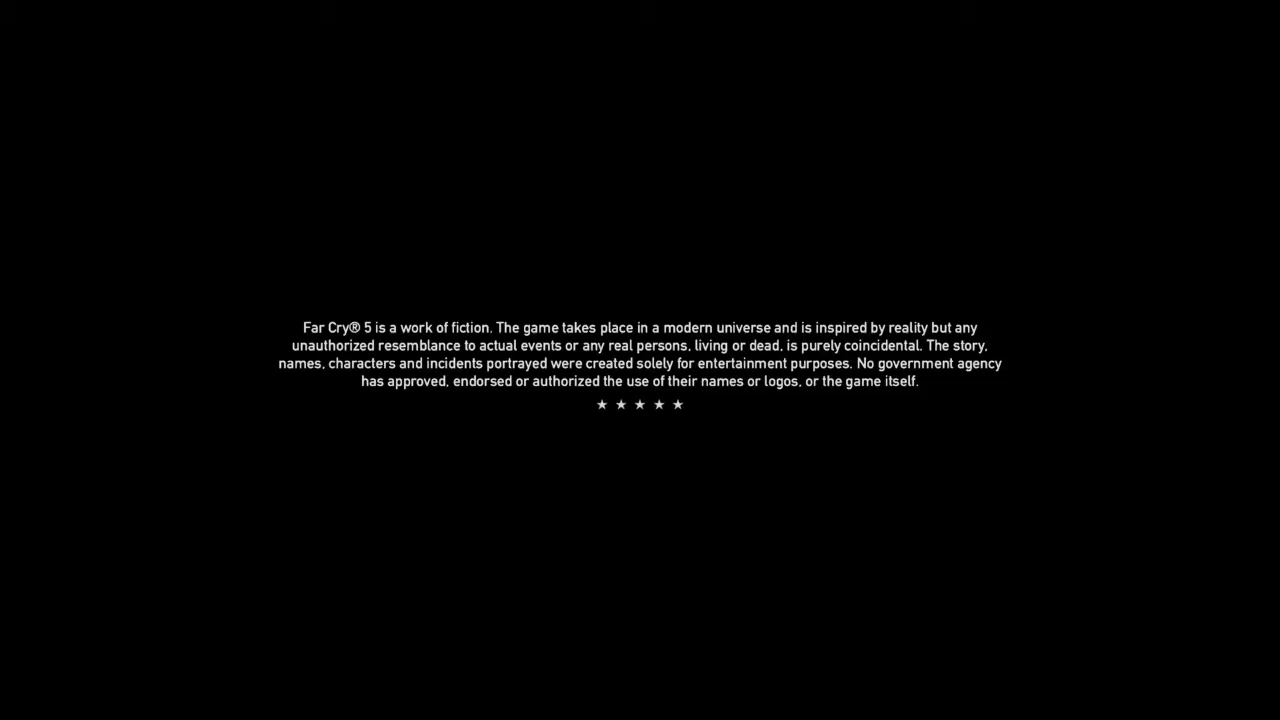 Far Cry® 5 is a work of fiction. The game takes place in a modern universe and is inspired by reality but any
unauthorized resemblance to actual events or any real persons, living or dead, is purely coincidental. The story,
names, characters and incidents portrayed were created solely for entertainment purposes. No government agency
has approved, endorsed or authorized the use of their names or logos, or the game itself.
★ ★ ★ ★ ★